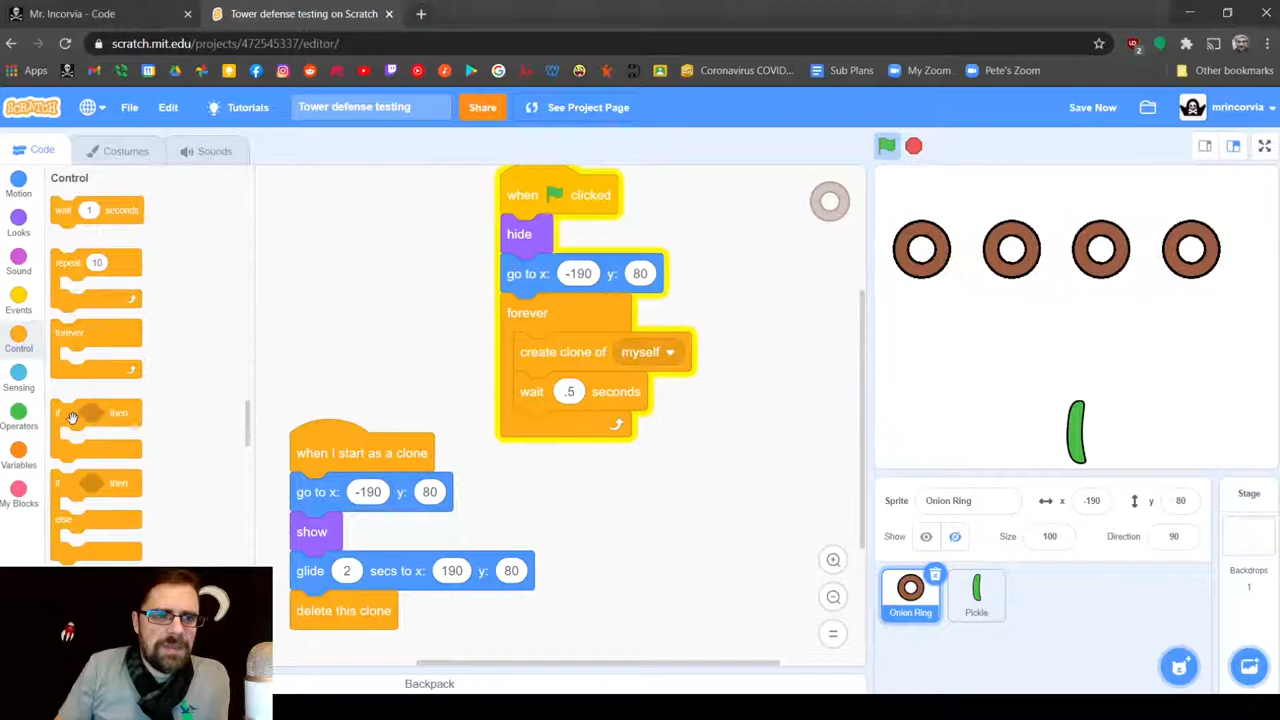 Mr. Incorvia - Code
Tower defense testing on Scratch
scratch.mit.edu/projects/472545337/editor/
2
Apps
Coronavirus COVID...
Sub Plans
My Zoom
Pete's Zoom
Other bookmarks
SCRATCH
File
Edit
Tutorials
Tower defense testing
Share
See Project Page
Save Now
mrincorvia
Code
Costumes
Sounds
Motion
Looks
Sound
Events
Control
Sensing
Operators
Variables
My Blocks
Control
wait 1 seconds
repeat 10
forever
if then
if then
else
when clicked
hide
go to x: -190 y: 80
forever
create clone of myself
wait .5 seconds
when I start as a clone
go to x: -190 y: 80
show
glide 2 secs to x: 190 y: 80
delete this clone
Backpack
Sprite Onion Ring x -190 y 80
Show Size 100 Direction 90
Onion Ring
Pickle
Stage
Backdrops
1